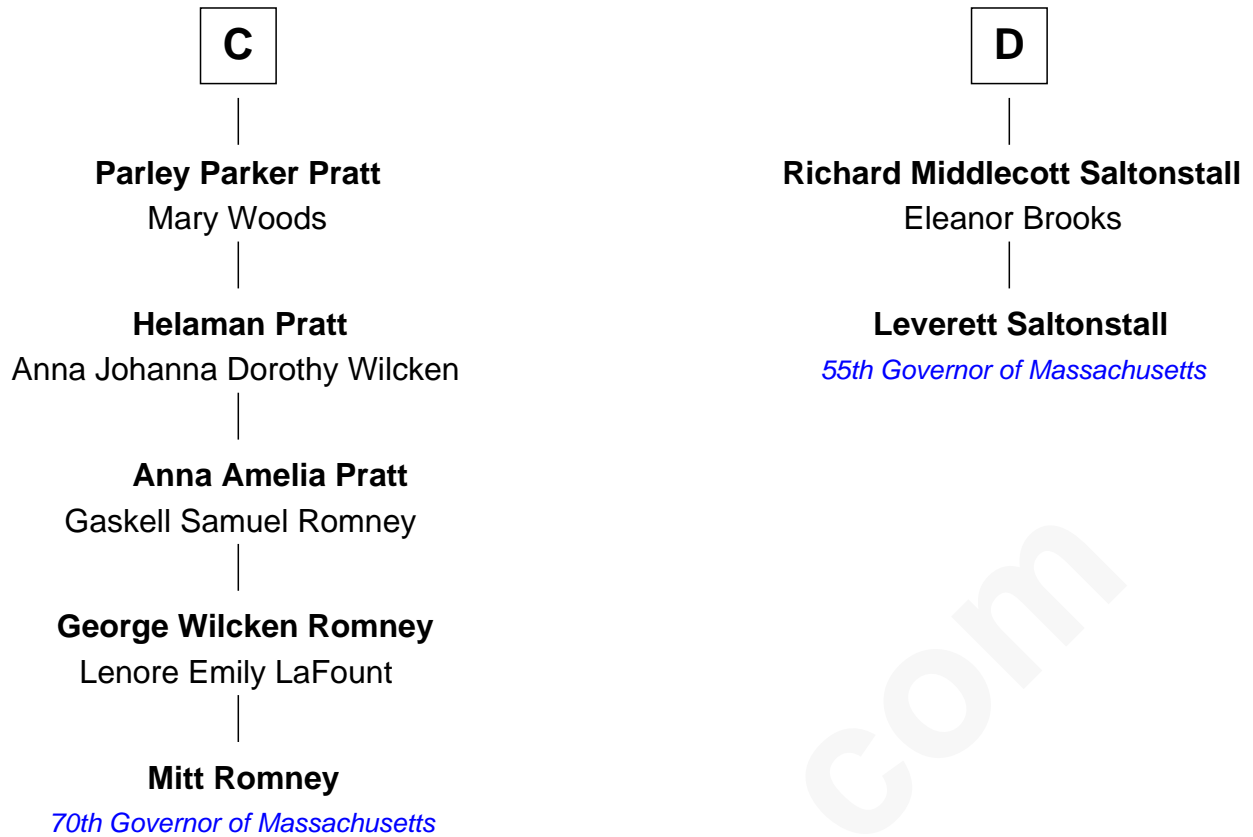 C
Parley Parker Pratt
Mary Woods
Helaman Pratt
Anna Johanna Dorothy Wilcken
Anna Amelia Pratt
Gaskell Samuel Romney
George Wilcken Romney
Lenore Emily LaFount
Mitt Romney
70th Governor of Massachusetts
D
Richard Middlecott Saltonstall
Eleanor Brooks
Leverett Saltonstall
55th Governor of Massachusetts
com